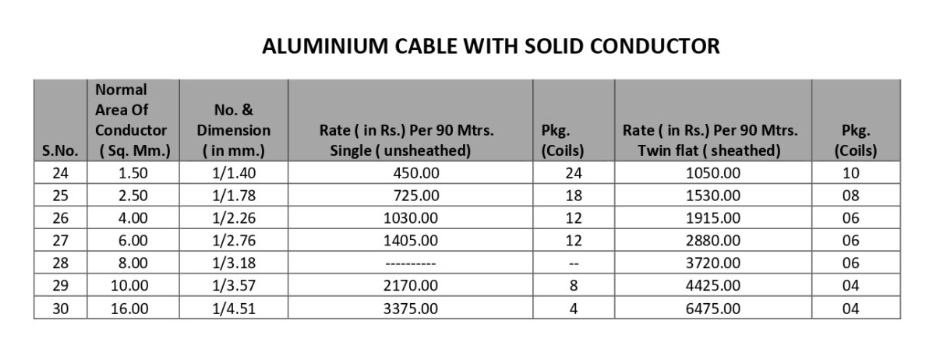 ALUMINIUM CABLE WITH SOLID CONDUCTOR
S.No. Normal Area Of Conductor ( Sq. Mm.) No. & Dimension ( in mm.) Rate ( in Rs.) Per 90 Mtrs. Single ( unsheathed) Pkg. (Coils) Rate ( in Rs.) Per 90 Mtrs. Twin flat ( sheathed) Pkg. (Coils)
24 1.50 1/1.40 450.00 24 1050.00 10
25 2.50 1/1.78 725.00 18 1530.00 08
26 4.00 1/2.26 1030.00 12 1915.00 06
27 6.00 1/2.76 1405.00 12 2880.00 06
28 8.00 1/3.18 ---------- -- 3720.00 06
29 10.00 1/3.57 2170.00 8 4425.00 04
30 16.00 1/4.51 3375.00 4 6475.00 04